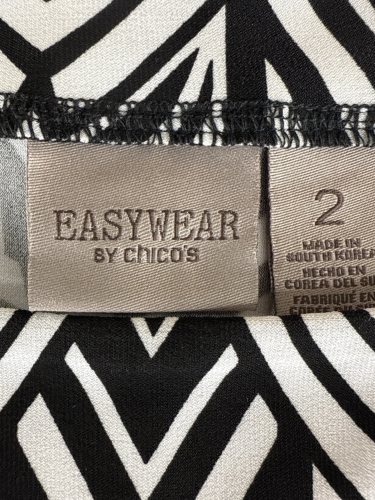 EASYWEAR
BY CHICO'S
2
MADE IN
SOUTH KOREA
HECHO EN
COREA DEL SU
FABRIQUÉ EN